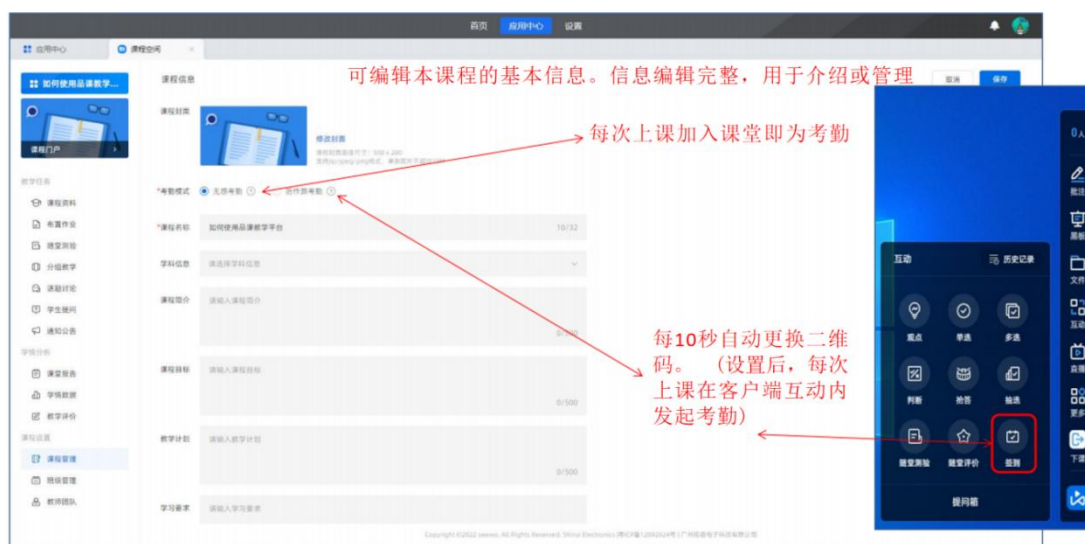 首页 应用中心 设置
应用中心 课程空间 ×
如何使用品课教学...
课程信息
可编辑本课程的基本信息。信息编辑完整，用于介绍或管理
取消 保存
课程门户
课程封面
修改封面
每次上课加入课堂即为考勤
*考勤模式 无感考勤 防作弊考勤
*课程名称 如何使用品课教学平台 10/32
学科信息 请选择学科信息
课程简介 请输入课程简介
0/500
课程目标 请输入课程目标
0/500
教学计划 请输入教学计划
0/500
学习要求 请输入学习要求
教学任务
课程资料
布置作业
随堂测验
分组教学
话题讨论
学生提问
通知公告
学情分析
课堂报告
学情数据
教学评价
课程设置
课程管理
班级管理
教师团队
每10秒自动更换二维
码。 （设置后，每次
上课在客户端互动内
发起考勤）
互动 历史记录
观点 单选 多选
判断 抢答 抽选
随堂测验 随堂评价 签到
提问箱
0人
批注
黑板
文件
互动
直播
更多
下课